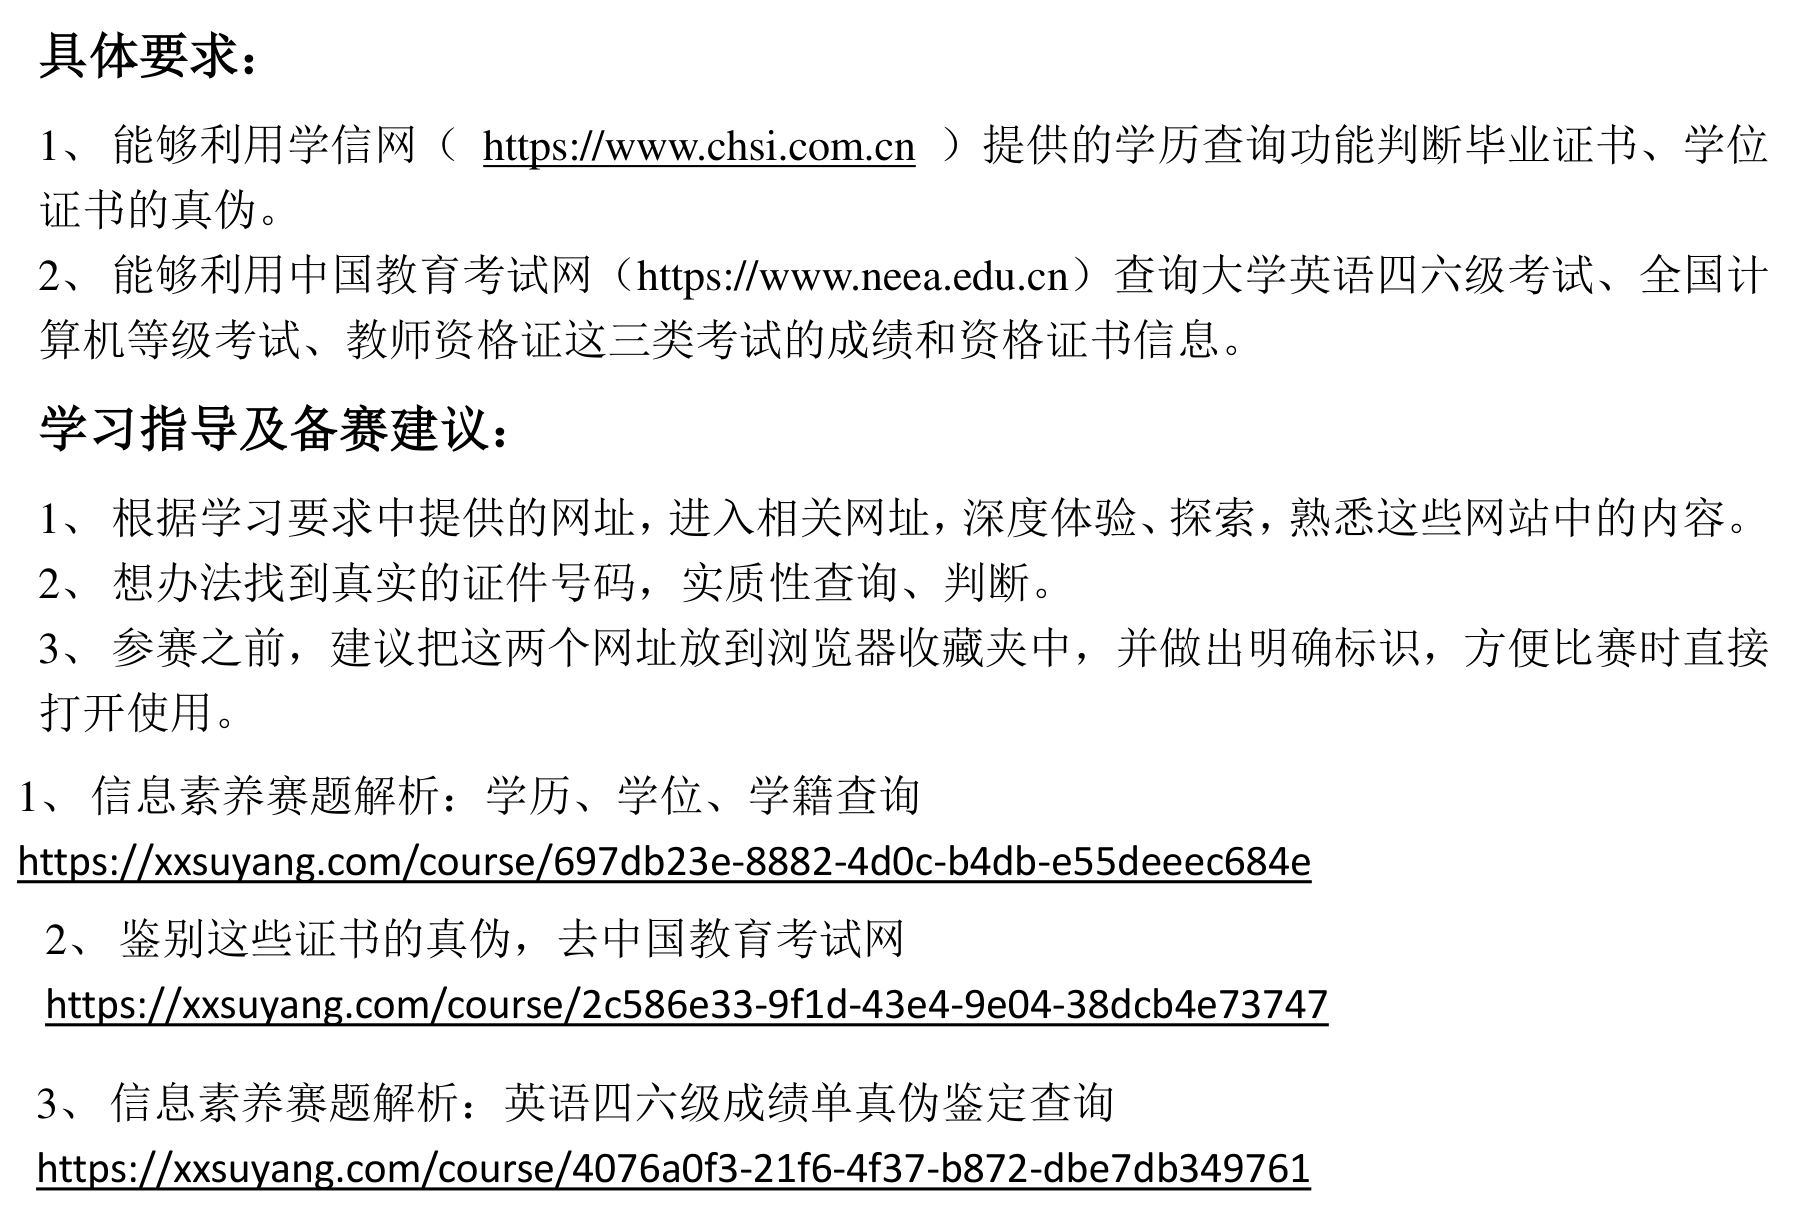 具体要求：
1、 能够利用学信网（ https://www.chsi.com.cn ）提供的学历查询功能判断毕业证书、学位
证书的真伪。
2、 能够利用中国教育考试网（https://www.neea.edu.cn）查询大学英语四六级考试、全国计
算机等级考试、教师资格证这三类考试的成绩和资格证书信息。
学习指导及备赛建议：
1、 根据学习要求中提供的网址，进入相关网址，深度体验、探索，熟悉这些网站中的内容。
2、 想办法找到真实的证件号码，实质性查询、判断。
3、 参赛之前，建议把这两个网址放到浏览器收藏夹中，并做出明确标识，方便比赛时直接
打开使用。
1、 信息素养赛题解析：学历、学位、学籍查询
https://xxsuyang.com/course/697db23e-8882-4d0c-b4db-e55deeec684e
2、 鉴别这些证书的真伪，去中国教育考试网
https://xxsuyang.com/course/2c586e33-9f1d-43e4-9e04-38dcb4e73747
3、 信息素养赛题解析：英语四六级成绩单真伪鉴定查询
https://xxsuyang.com/course/4076a0f3-21f6-4f37-b872-dbe7db349761